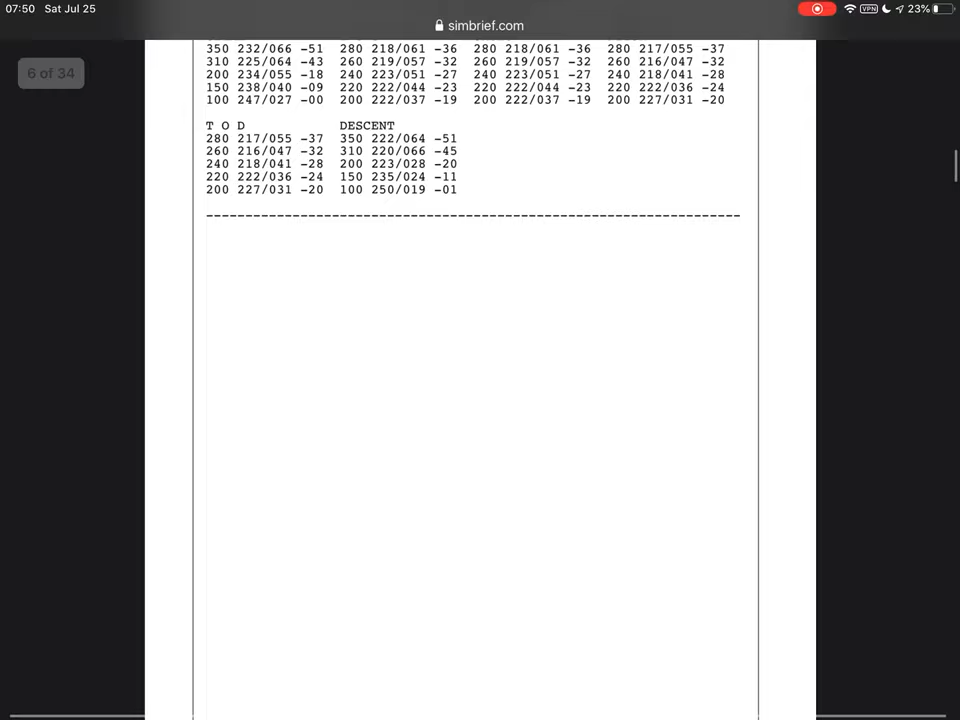 07:50 Sat Jul 25
VPN
23%
simbrief.com
6 of 34
350 232/066 -51 280 218/061 -36 280 218/061 -36 280 217/055 -37
310 225/064 -43 260 219/057 -32 260 219/057 -32 260 216/047 -32
200 234/055 -18 240 223/051 -27 240 223/051 -27 240 218/041 -28
150 238/040 -09 220 222/044 -23 220 222/044 -23 220 222/036 -24
100 247/027 -00 200 222/037 -19 200 222/037 -19 200 227/031 -20
T O D DESCENT
280 217/055 -37 350 222/064 -51
260 216/047 -32 310 220/066 -45
240 218/041 -28 200 223/028 -20
220 222/036 -24 150 235/024 -11
200 227/031 -20 100 250/019 -01
--------------------------------------------------------------------